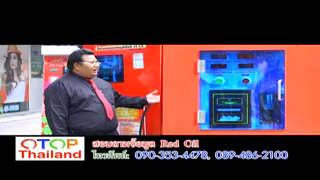 OTOP
Thailand
สอบถามข้อมูล Red Oil
โทรศัพท์: 090-353-4478, 089-486-2100